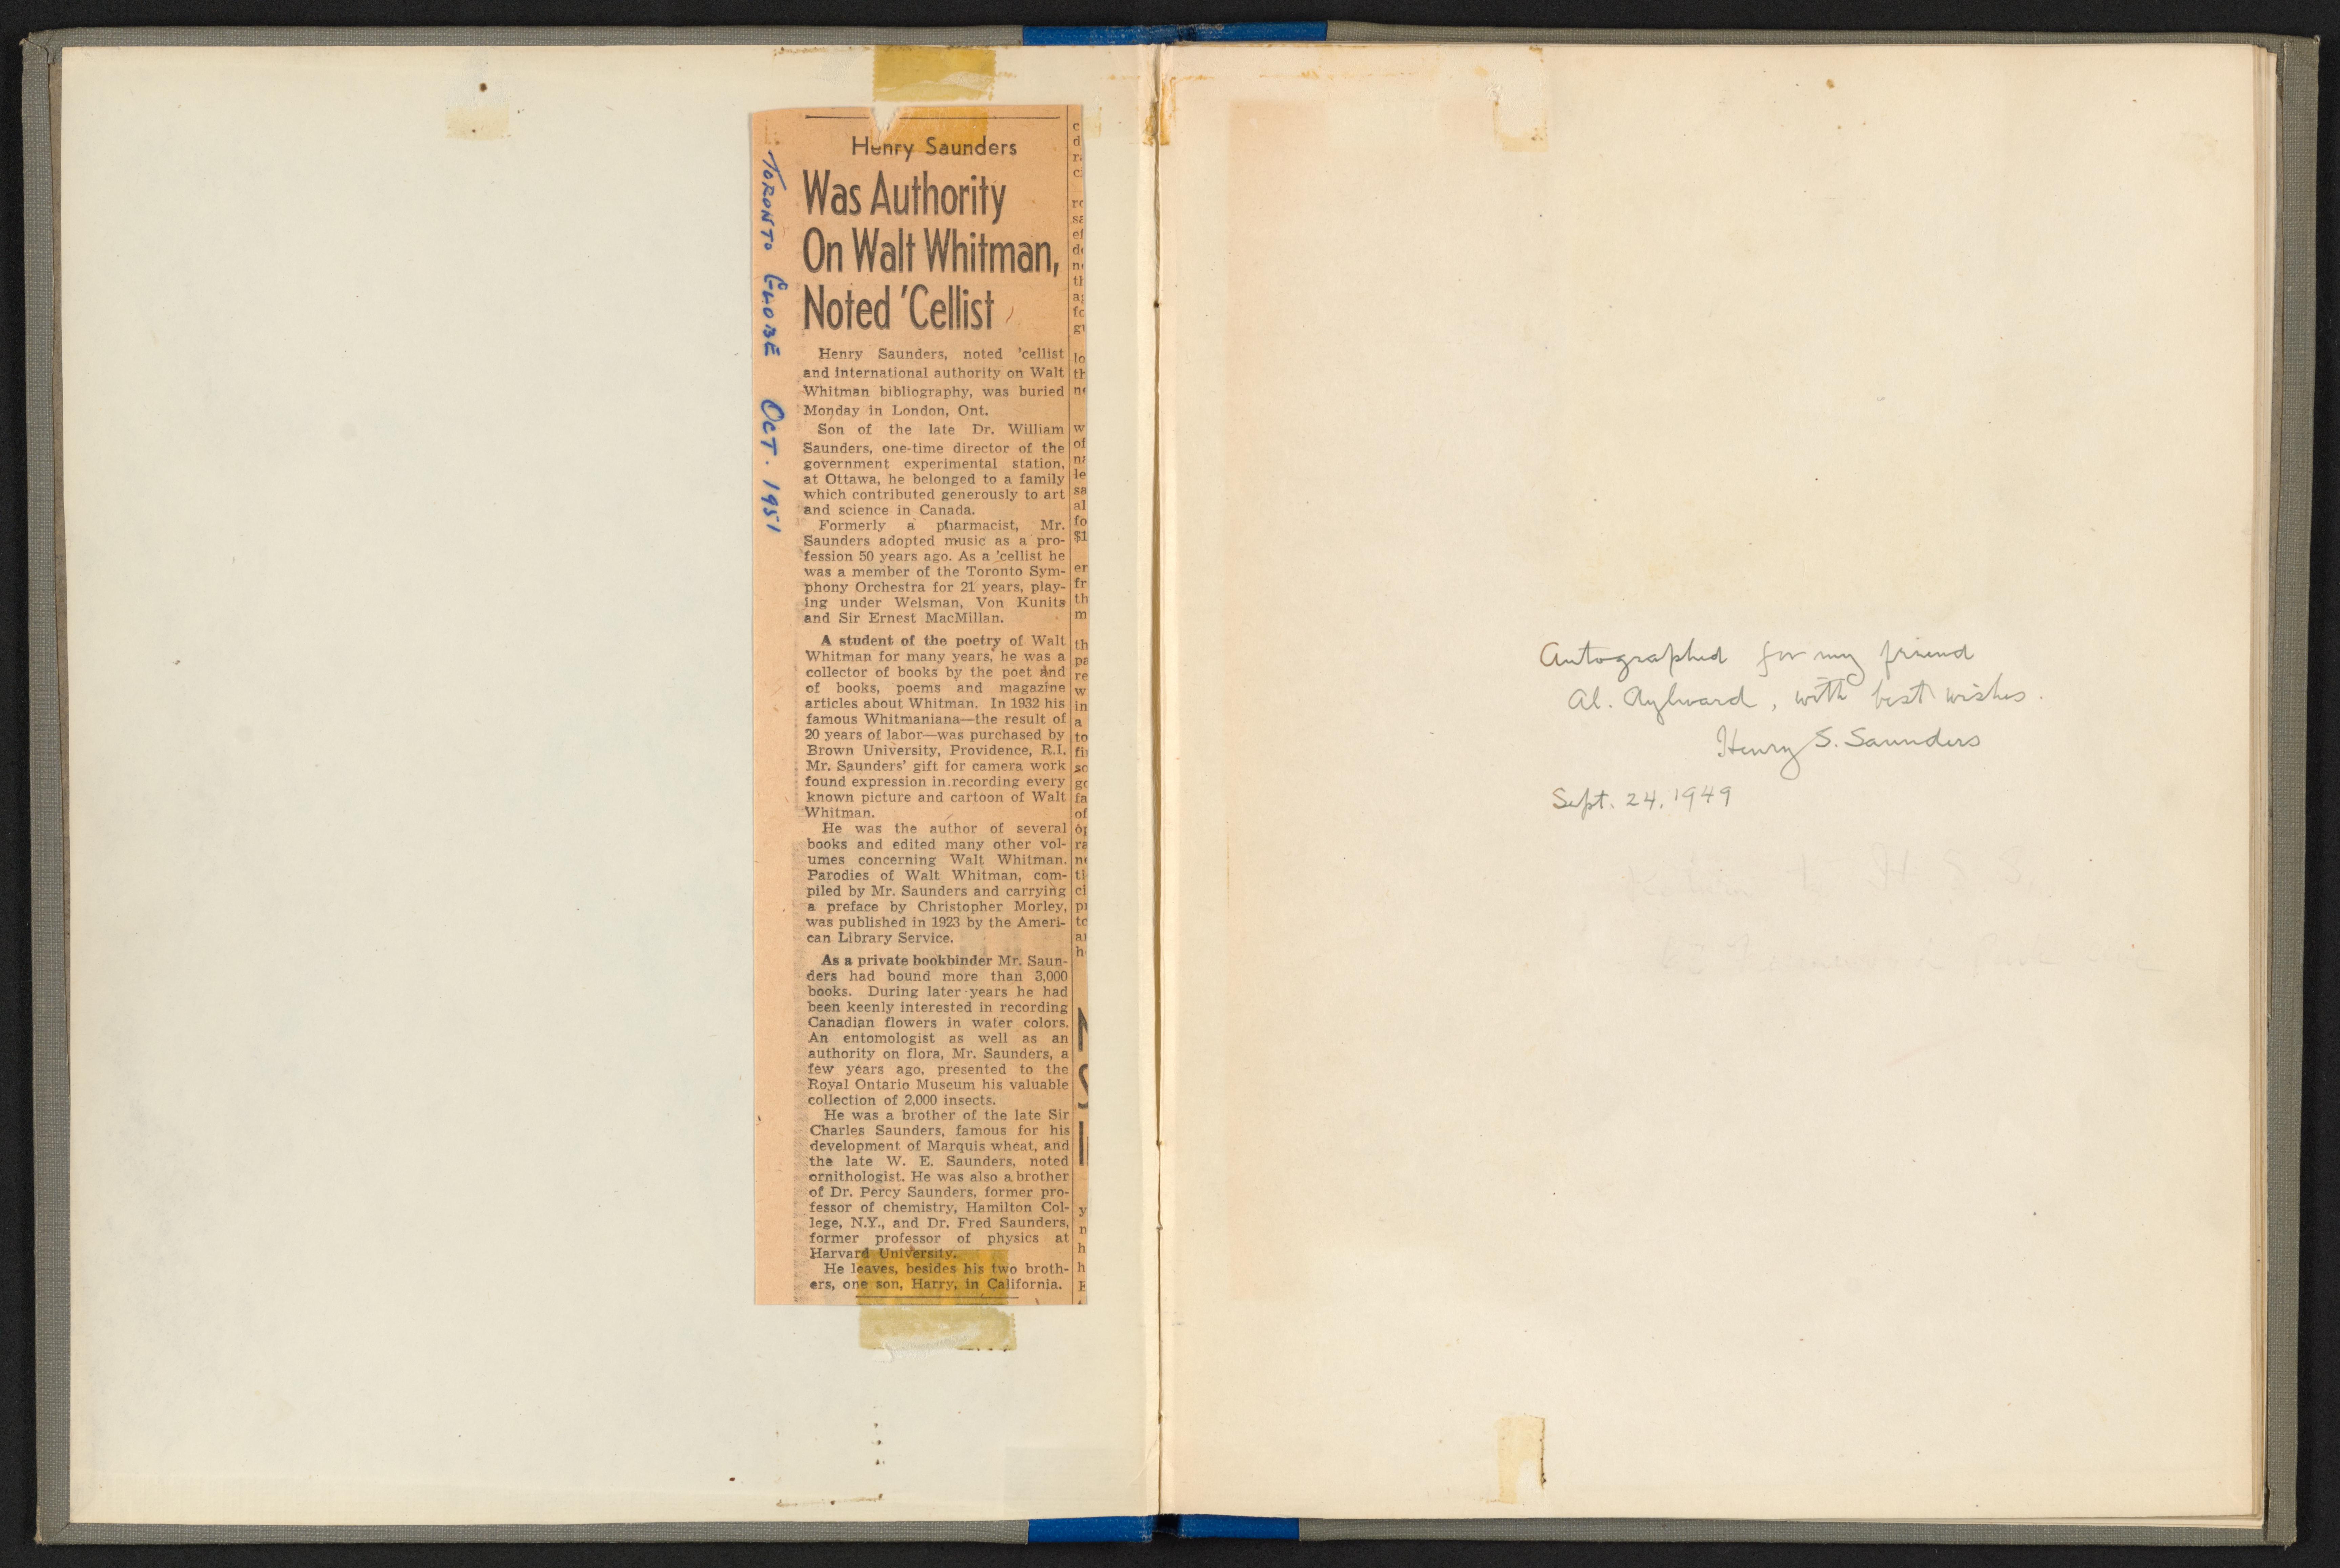 Henry Saunders
Was Authority
On Walt Whitman,
Noted 'Cellist
Henry Saunders, noted 'cellist
and international authority on Walt
Whitman bibliography, was buried
Monday in London, Ont.
Son of the late Dr. William
Saunders, one-time director of the
government experimental station,
at Ottawa, he belonged to a family
which contributed generously to art
and science in Canada.
Formerly a pharmacist, Mr.
Saunders adopted music as a pro-
fession 50 years ago. As a 'cellist he
was a member of the Toronto Sym-
phony Orchestra for 21 years, play-
ing under Welsman, Von Kunits
and Sir Ernest MacMillan.
A student of the poetry of Walt
Whitman for many years, he was a
collector of books by the poet and
of books, poems and magazine
articles about Whitman. In 1932 his
famous Whitmaniana—the result of
20 years of labor—was purchased by
Brown University, Providence, R.I.
Mr. Saunders' gift for camera work
found expression in recording every
known picture and cartoon of Walt
Whitman.
He was the author of several
books and edited many other vol-
umes concerning Walt Whitman.
Parodies of Walt Whitman, com-
piled by Mr. Saunders and carrying
a preface by Christopher Morley,
was published in 1923 by the Ameri-
can Library Service.
As a private bookbinder Mr. Saun-
ders had bound more than 3,000
books. During later years he had
been keenly interested in recording
Canadian flowers in water colors.
An entomologist as well as an
authority on flora, Mr. Saunders, a
few years ago, presented to the
Royal Ontario Museum his valuable
collection of 2,000 insects.
He was a brother of the late Sir
Charles Saunders, famous for his
development of Marquis wheat, and
the late W. E. Saunders, noted
ornithologist. He was also a brother
of Dr. Percy Saunders, former pro-
fessor of chemistry, Hamilton Col-
lege, N.Y., and Dr. Fred Saunders,
former professor of physics at
Harvard University.
He leaves, besides his two broth-
ers, one son, Harry, in California.
TORONTO GLOBE OCT. 1951
Autographed for my friend
Al. Aylward, with best wishes.
Henry S. Saunders
Sept. 24, 1949